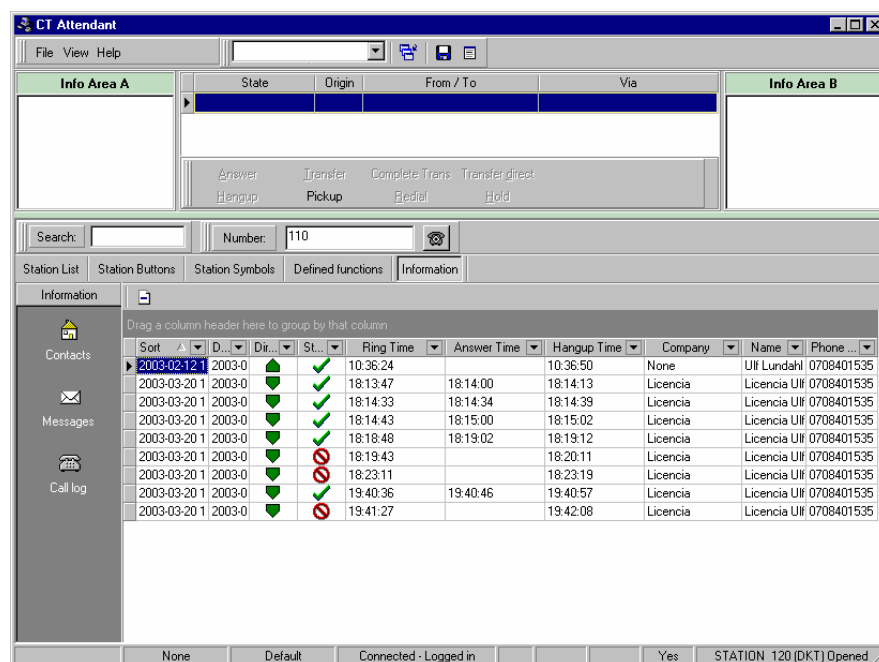 CT Attendant
File View Help
Info Area A
State Origin From / To Via
Info Area B
Answer Transfer Complete Trans Transfer direct
Hangup Pickup Redial Hold
Search: Number: 110
Station List Station Buttons Station Symbols Defined functions Information
Information
Drag a column header here to group by that column
Contacts
Messages
Call log
Sort D... Dir... St... Ring Time Answer Time Hangup Time Company Name Phone ...
2003-02-12 1 2003-0 10:36:24 10:36:50 None Ulf Lundahl 0708401535
2003-03-20 1 2003-0 18:13:47 18:14:00 18:14:13 Licencia Licencia Ulf 0708401535
2003-03-20 1 2003-0 18:14:33 18:14:34 18:14:39 Licencia Licencia Ulf 0708401535
2003-03-20 1 2003-0 18:14:43 18:15:00 18:15:02 Licencia Licencia Ulf 0708401535
2003-03-20 1 2003-0 18:18:48 18:19:02 18:19:12 Licencia Licencia Ulf 0708401535
2003-03-20 1 2003-0 18:19:43 18:20:11 Licencia Licencia Ulf 0708401535
2003-03-20 1 2003-0 18:23:11 18:23:19 Licencia Licencia Ulf 0708401535
2003-03-20 1 2003-0 19:40:36 19:40:46 19:40:57 Licencia Licencia Ulf 0708401535
2003-03-20 1 2003-0 19:41:27 19:42:08 Licencia Licencia Ulf 0708401535
None Default Connected - Logged in Yes STATION 120 (DKT) Opened